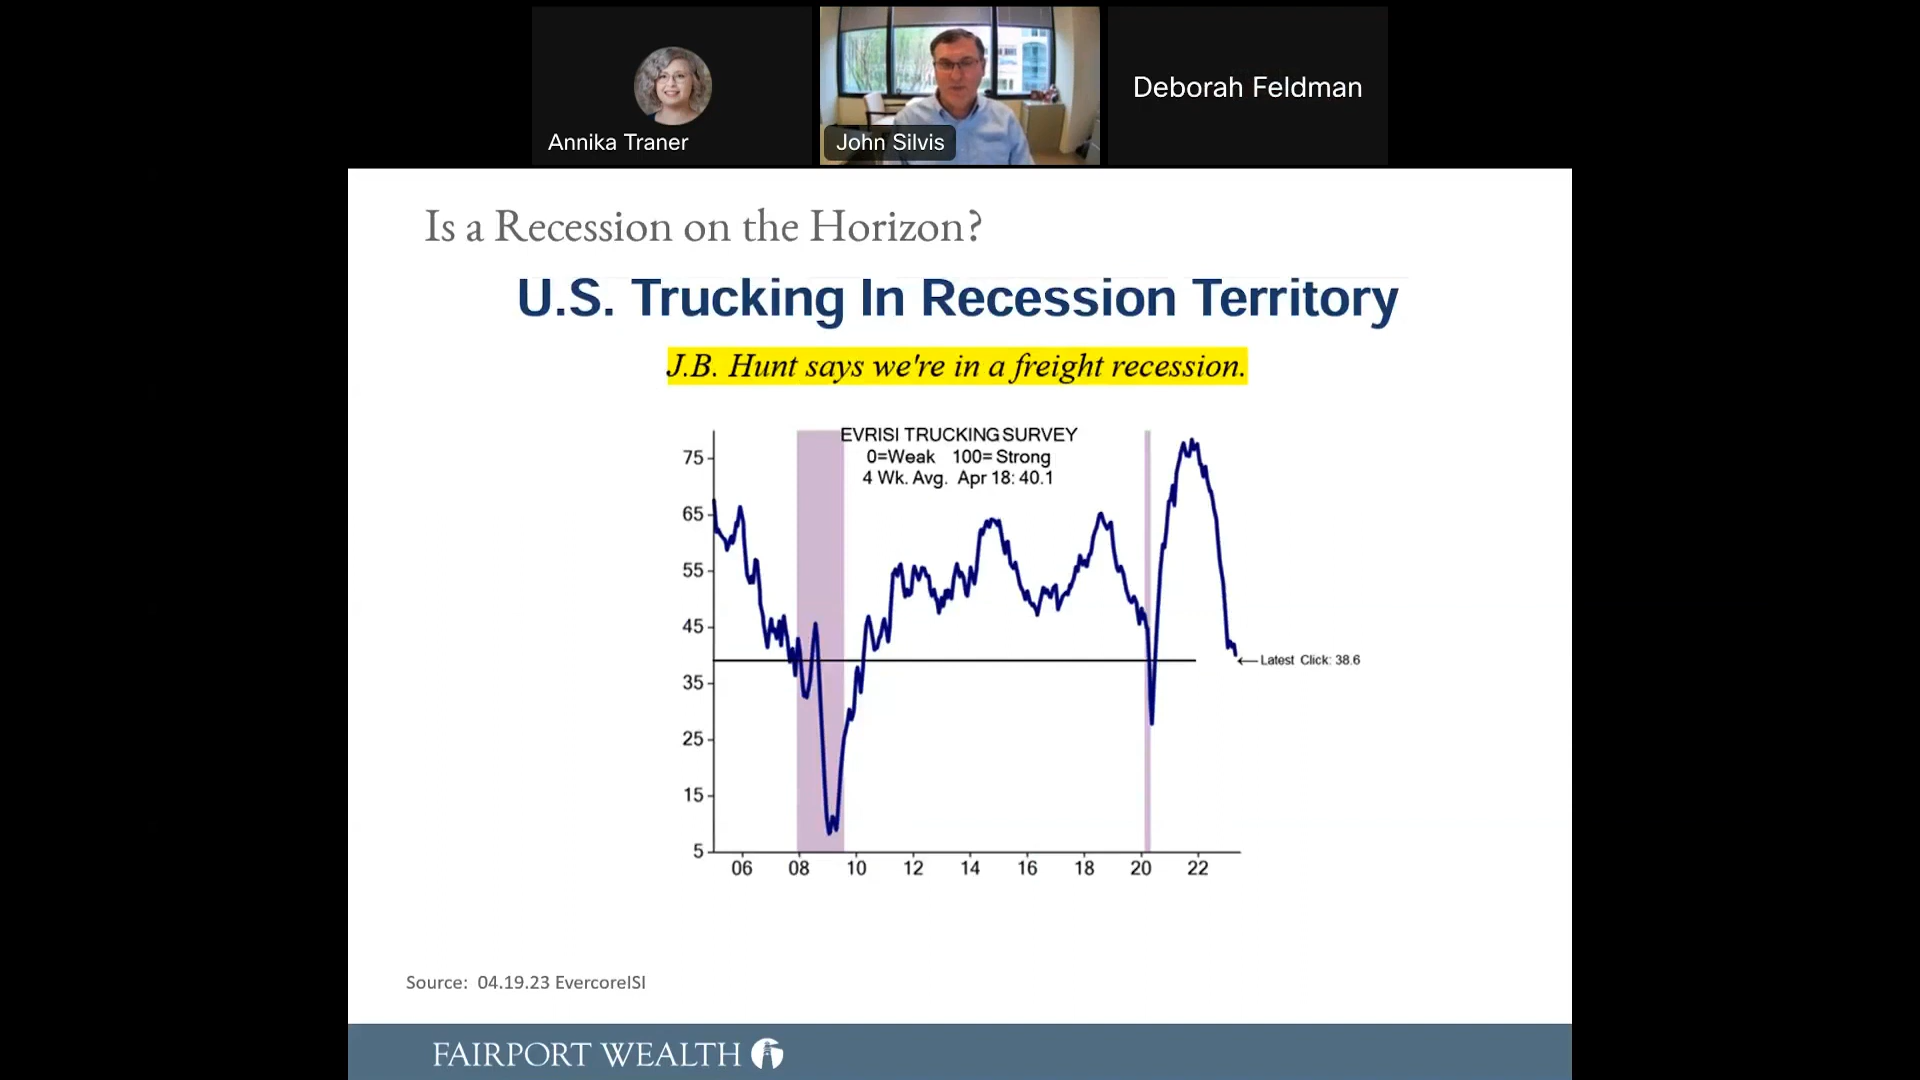 Annika Traner
John Silvis
Deborah Feldman
Is a Recession on the Horizon?
U.S. Trucking In Recession Territory
J.B. Hunt says we're in a freight recession.
EVRISI TRUCKING SURVEY
0=Weak 100=Strong
4 Wk. Avg. Apr 18: 40.1
75
65
55
45
35
25
15
5
Latest Click: 38.6
06 08 10 12 14 16 18 20 22
Source: 04.19.23 EvercoreISI
FAIRPORT WEALTH